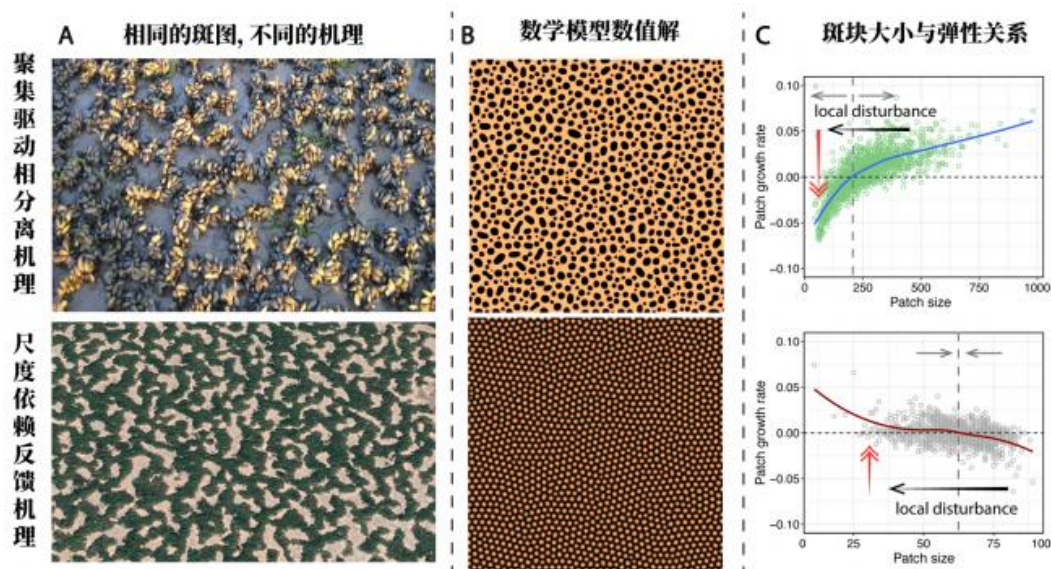 A 相同的斑图, 不同的机理
B 数学模型数值解
C 斑块大小与弹性关系
聚集驱动相分离机理
尺度依赖反馈机理
Patch growth rate
0.10
0.05
0.00
−0.05
−0.10
local disturbance
0 250 500 750 1000
Patch size
Patch growth rate
0.10
0.05
0.00
−0.05
−0.10
local disturbance
0 25 50 75 100
Patch size